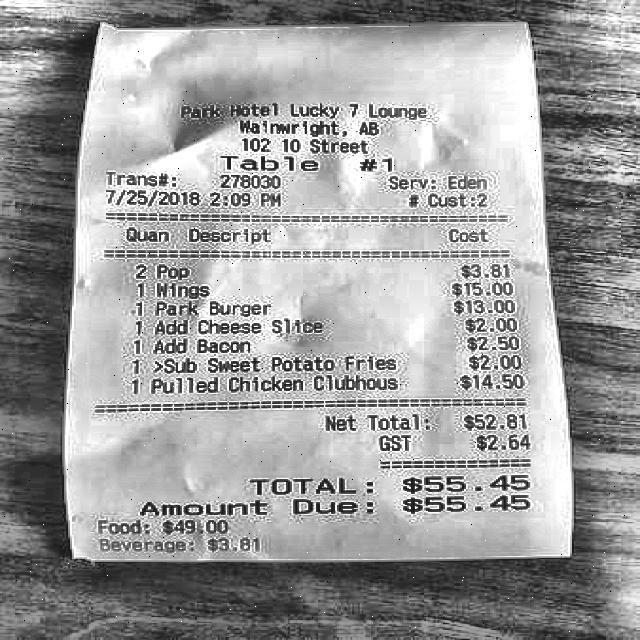 Park Hotel Lucky 7 Lounge
Wainwright, AB
102 10 Street
Table #1
Trans#: 278030 Serv: Eden
7/25/2018 2:09 PM # Cust:2
Quan Descript Cost
2 Pop $3.81
1 Wings $15.00
1 Park Burger $13.00
1 Add Cheese Slice $2.00
1 Add Bacon $2.50
1 >Sub Sweet Potato Fries $2.00
1 Pulled Chicken Clubhous $14.50
Net Total: $52.81
GST $2.64
TOTAL: $55.45
Amount Due: $55.45
Food: $49.00
Beverage: $3.81